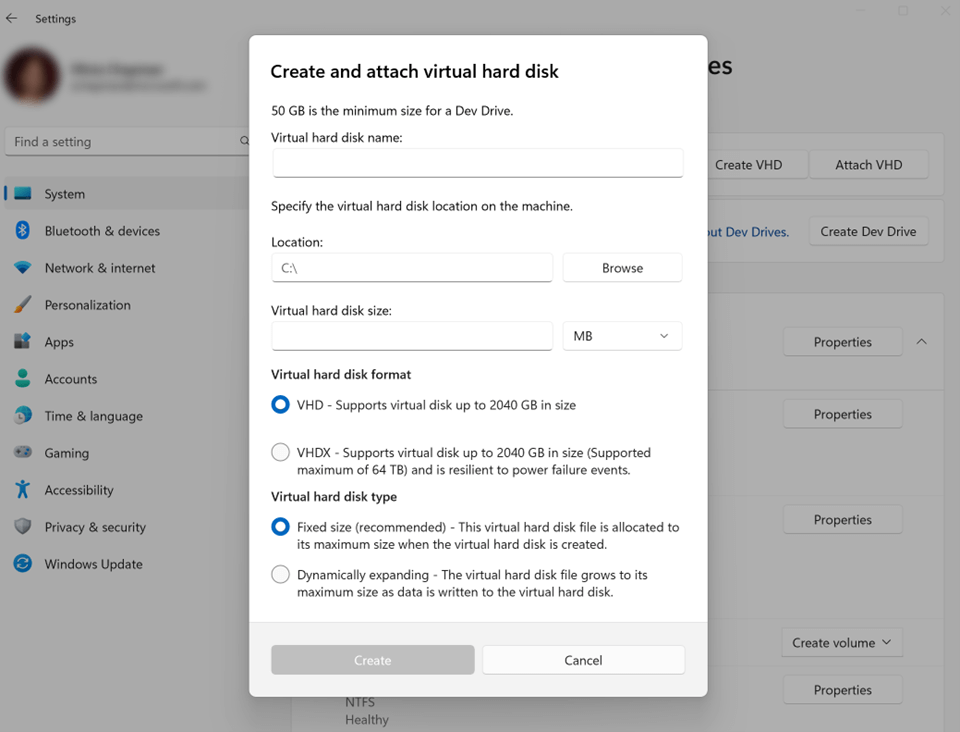 Settings
Find a setting
System
Bluetooth & devices
Network & internet
Personalization
Apps
Accounts
Time & language
Gaming
Accessibility
Privacy & security
Windows Update
Create and attach virtual hard disk
50 GB is the minimum size for a Dev Drive.
Virtual hard disk name:
Specify the virtual hard disk location on the machine.
Location:
C:\
Browse
Virtual hard disk size:
MB
Virtual hard disk format
VHD - Supports virtual disk up to 2040 GB in size
VHDX - Supports virtual disk up to 2040 GB in size (Supported
maximum of 64 TB) and is resilient to power failure events.
Virtual hard disk type
Fixed size (recommended) - This virtual hard disk file is allocated to
its maximum size when the virtual hard disk is created.
Dynamically expanding - The virtual hard disk file grows to its
maximum size as data is written to the virtual hard disk.
Create
Cancel
es
Create VHD
Attach VHD
out Dev Drives.
Create Dev Drive
Properties
Properties
Properties
Create volume
Properties
NTFS
Healthy